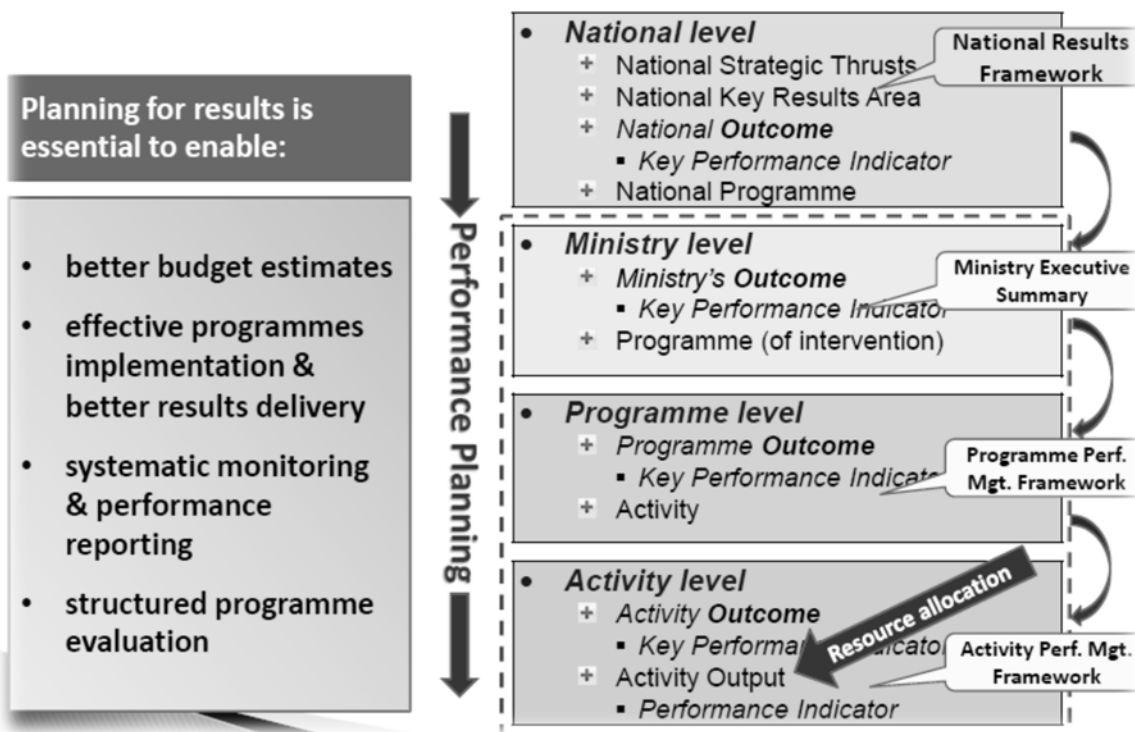 Planning for results is
essential to enable:
• better budget estimates
• effective programmes
implementation &
better results delivery
• systematic monitoring
& performance
reporting
• structured programme
evaluation
Performance Planning
• National level
National Strategic Thrusts
National Key Results Area
National Outcome
▪ Key Performance Indicator
National Programme
National Results
Framework
• Ministry level
Ministry's Outcome
▪ Key Performance Indicator
Programme (of intervention)
Ministry Executive
Summary
• Programme level
Programme Outcome
▪ Key Performance Indicator
Activity
Programme Perf.
Mgt. Framework
• Activity level
Activity Outcome
▪ Key Performance Indicator
Activity Output
▪ Performance Indicator
Resource allocation
Activity Perf. Mgt.
Framework